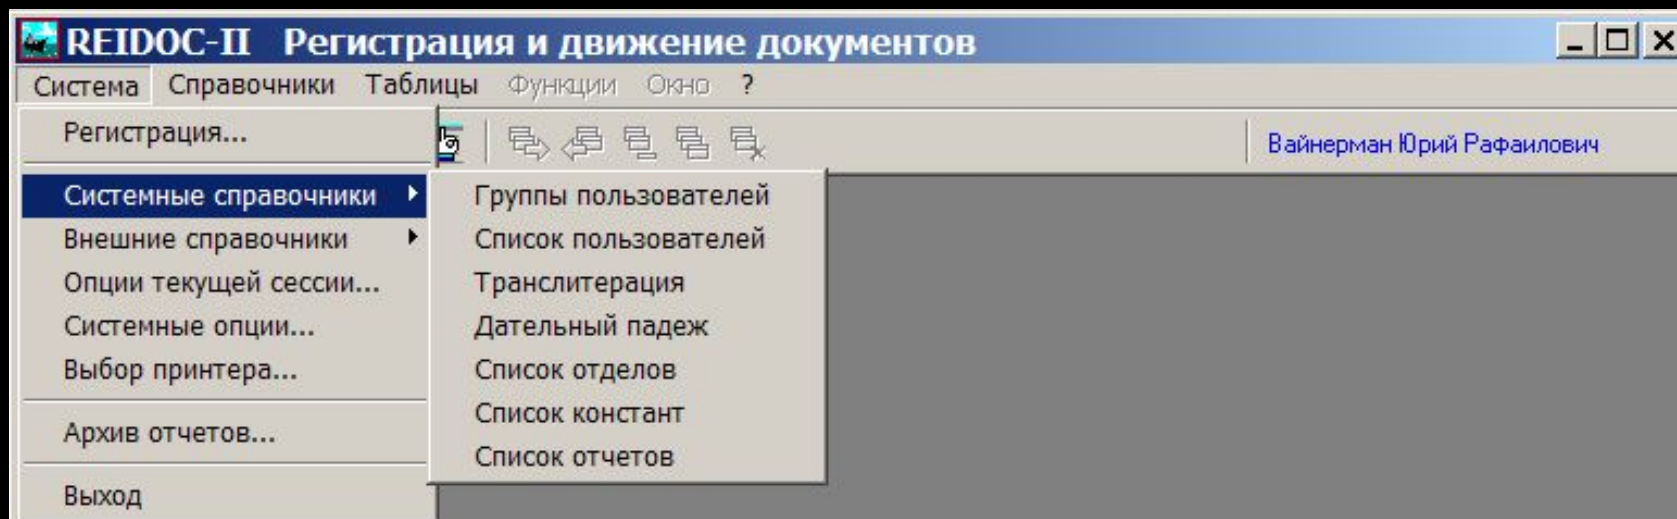 REIDOC-II Регистрация и движение документов
Система Справочники Таблицы Функции Окно ?
Регистрация...
Вайнерман Юрий Рафаилович
Системные справочники
Внешние справочники
Опции текущей сессии...
Системные опции...
Выбор принтера...
Архив отчетов...
Выход
Группы пользователей
Список пользователей
Транслитерация
Дательный падеж
Список отделов
Список констант
Список отчетов